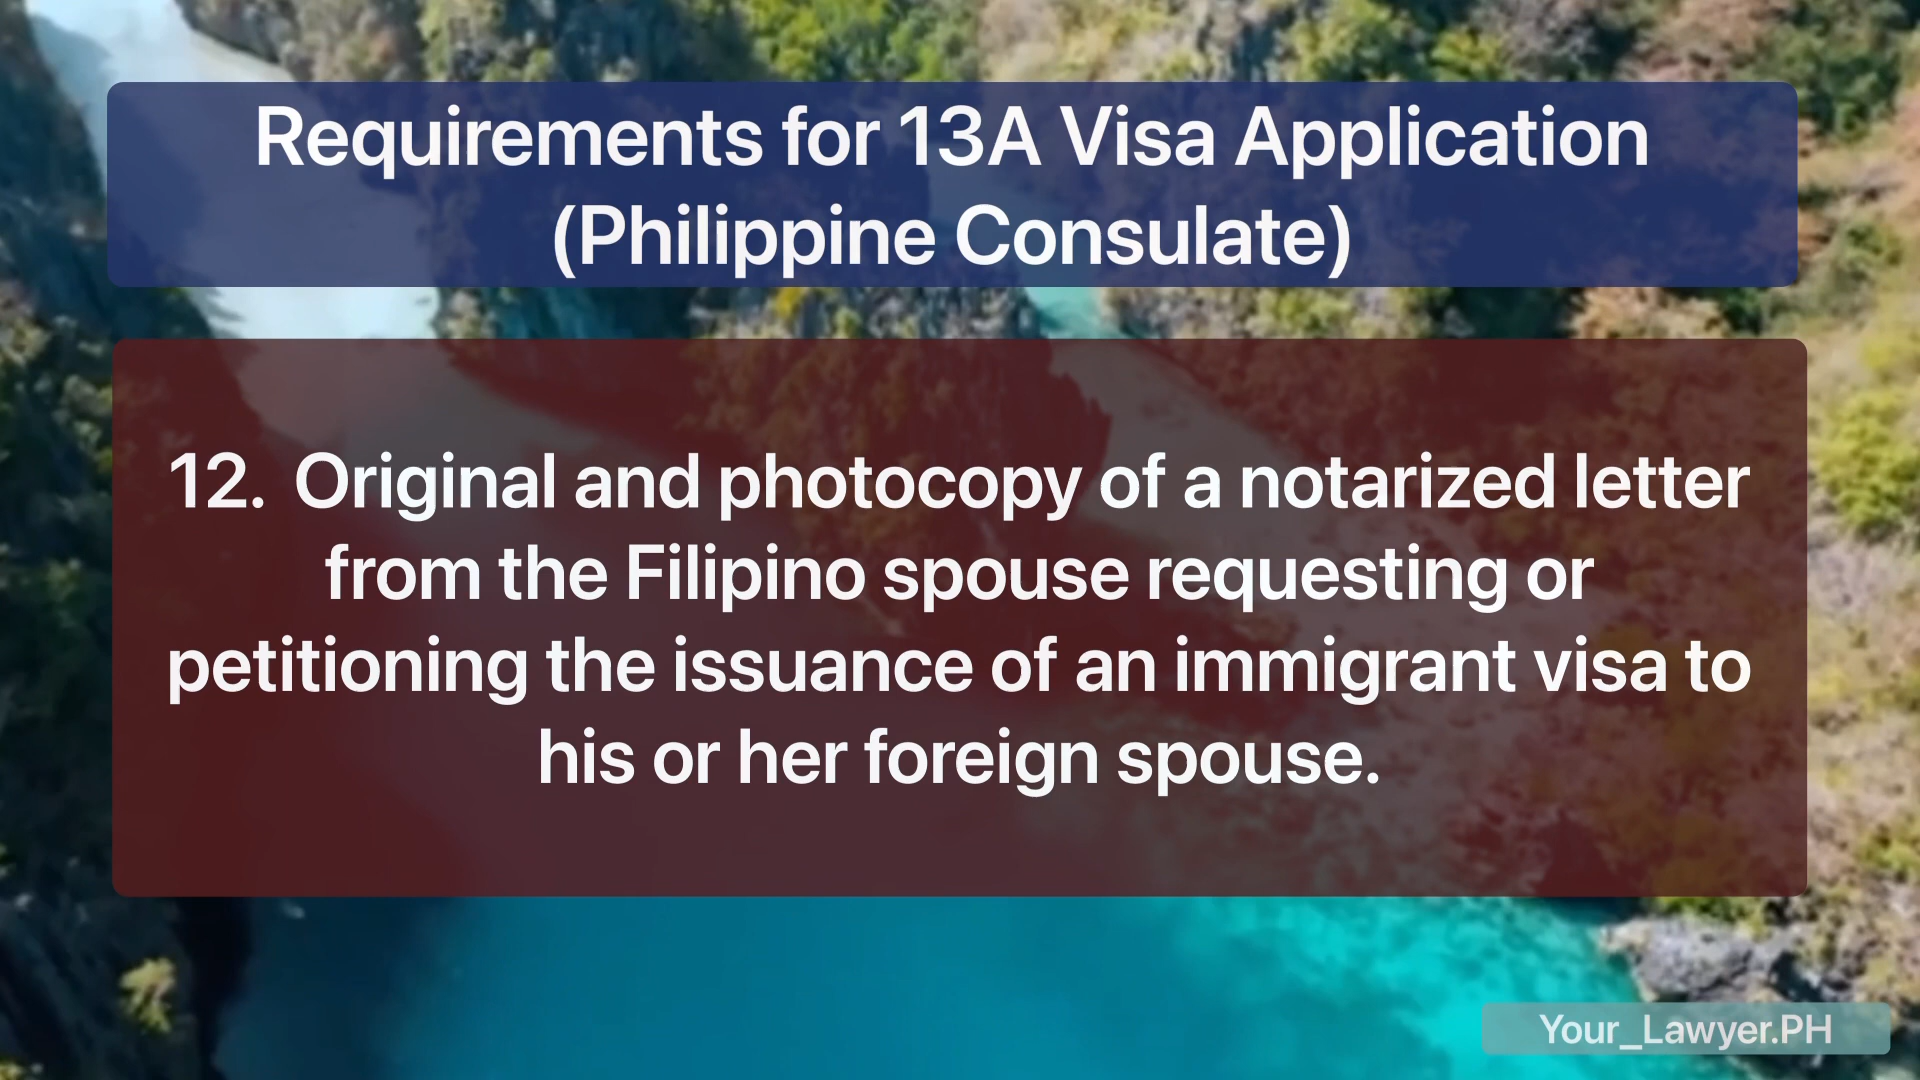 Requirements for 13A Visa Application
(Philippine Consulate)
12. Original and photocopy of a notarized letter
from the Filipino spouse requesting or
petitioning the issuance of an immigrant visa to
his or her foreign spouse.
Your_Lawyer.PH